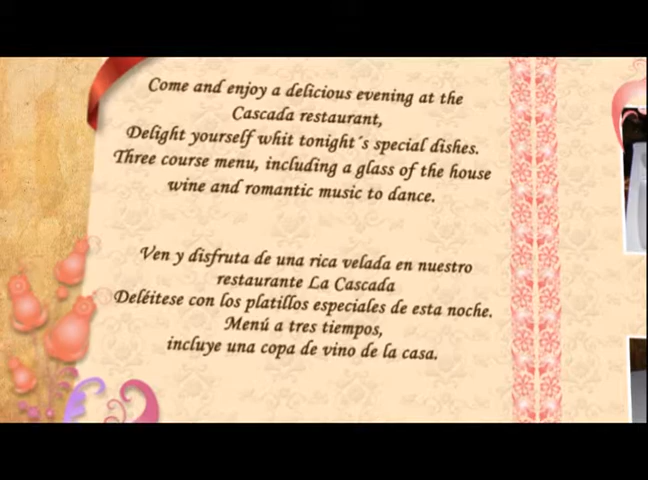 Come and enjoy a delicious evening at the
Cascada restaurant,
Delight yourself whit tonight´s special dishes.
Three course menu, including a glass of the house
wine and romantic music to dance.
Ven y disfruta de una rica velada en nuestro
restaurante La Cascada
Deléitese con los platillos especiales de esta noche.
Menú a tres tiempos,
incluye una copa de vino de la casa.